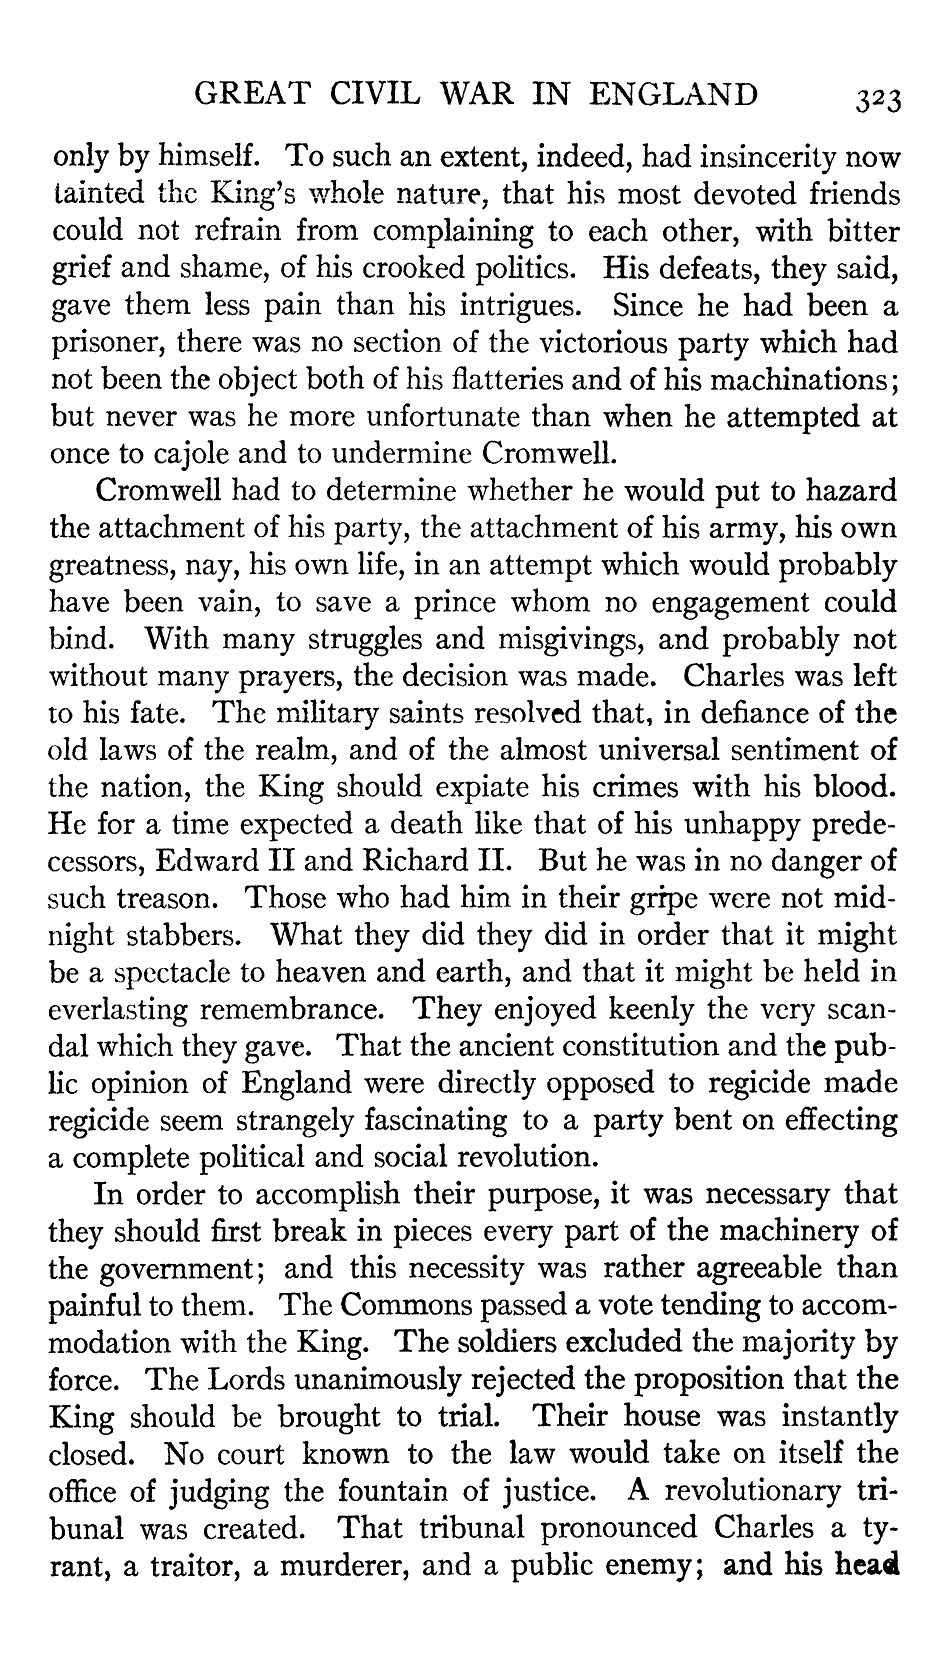 GREAT CIVIL WAR IN ENGLAND 323
only by himself. To such an extent, indeed, had insincerity now
tainted the King's whole nature, that his most devoted friends
could not refrain from complaining to each other, with bitter
grief and shame, of his crooked politics. His defeats, they said,
gave them less pain than his intrigues. Since he had been a
prisoner, there was no section of the victorious party which had
not been the object both of his flatteries and of his machinations;
but never was he more unfortunate than when he attempted at
once to cajole and to undermine Cromwell.
Cromwell had to determine whether he would put to hazard
the attachment of his party, the attachment of his army, his own
greatness, nay, his own life, in an attempt which would probably
have been vain, to save a prince whom no engagement could
bind. With many struggles and misgivings, and probably not
without many prayers, the decision was made. Charles was left
to his fate. The military saints resolved that, in defiance of the
old laws of the realm, and of the almost universal sentiment of
the nation, the King should expiate his crimes with his blood.
He for a time expected a death like that of his unhappy prede-
cessors, Edward II and Richard II. But he was in no danger of
such treason. Those who had him in their gripe were not mid-
night stabbers. What they did they did in order that it might
be a spectacle to heaven and earth, and that it might be held in
everlasting remembrance. They enjoyed keenly the very scan-
dal which they gave. That the ancient constitution and the pub-
lic opinion of England were directly opposed to regicide made
regicide seem strangely fascinating to a party bent on effecting
a complete political and social revolution.
In order to accomplish their purpose, it was necessary that
they should first break in pieces every part of the machinery of
the government; and this necessity was rather agreeable than
painful to them. The Commons passed a vote tending to accom-
modation with the King. The soldiers excluded the majority by
force. The Lords unanimously rejected the proposition that the
King should be brought to trial. Their house was instantly
closed. No court known to the law would take on itself the
office of judging the fountain of justice. A revolutionary tri-
bunal was created. That tribunal pronounced Charles a ty-
rant, a traitor, a murderer, and a public enemy; and his head